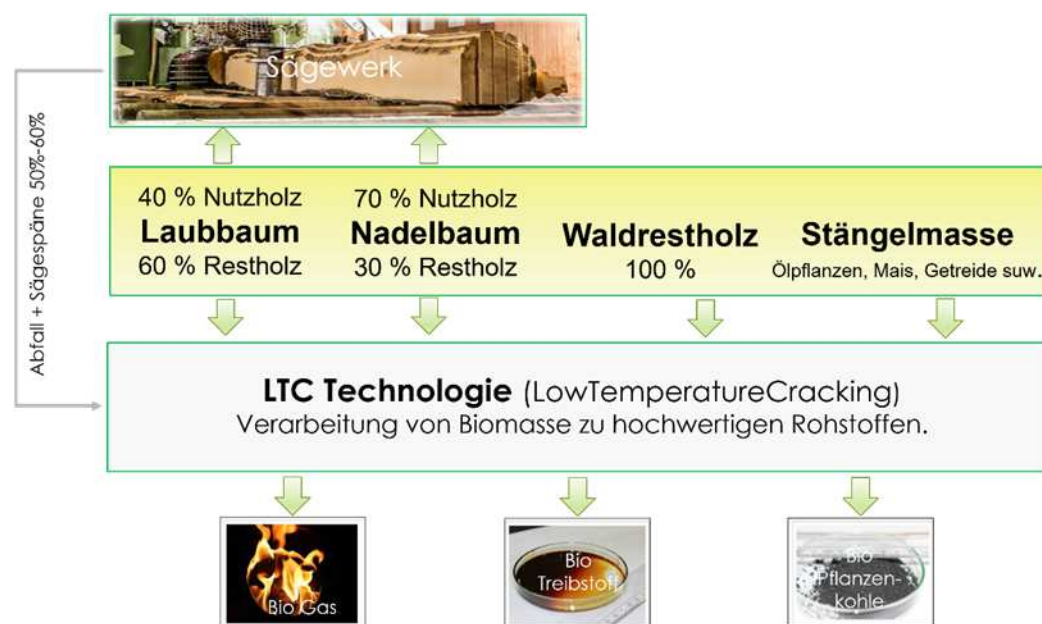 Sägewerk
Abfall + Sägespäne 50%-60%
40 % Nutzholz
Laubbaum
60 % Restholz
70 % Nutzholz
Nadelbaum
30 % Restholz
Waldrestholz
100 %
Stängelmasse
Ölpflanzen, Mais, Getreide suw.
LTC Technologie (LowTemperatureCracking)
Verarbeitung von Biomasse zu hochwertigen Rohstoffen.
Bio Gas
Bio
Treibstoff
Bio
Pflanzen-
kohle